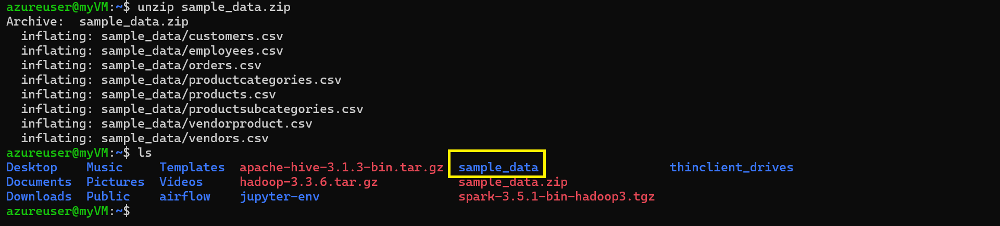 azureuser@myVM:~$ unzip sample_data.zip
Archive:  sample_data.zip
  inflating: sample_data/customers.csv
  inflating: sample_data/employees.csv
  inflating: sample_data/orders.csv
  inflating: sample_data/productcategories.csv
  inflating: sample_data/products.csv
  inflating: sample_data/productsubcategories.csv
  inflating: sample_data/vendorproduct.csv
  inflating: sample_data/vendors.csv
azureuser@myVM:~$ ls
Desktop    Music     Templates  apache-hive-3.1.3-bin.tar.gz  sample_data                  thinclient_drives
Documents  Pictures  Videos     hadoop-3.3.6.tar.gz           sample_data.zip
Downloads  Public    airflow    jupyter-env                   spark-3.5.1-bin-hadoop3.tgz
azureuser@myVM:~$